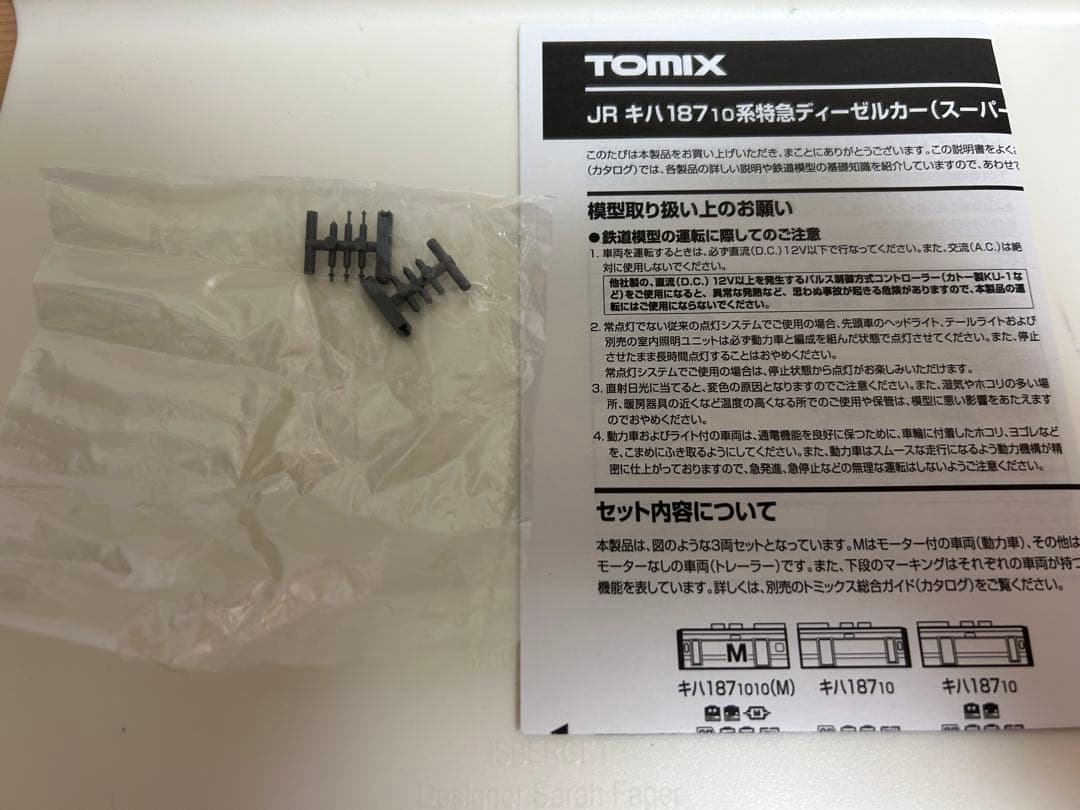 TOMIX
JR キハ18710系特急ディーゼルカー(スーパー
このたびは本製品をお買い上げいただき、まことにありがとうございます。この説明書をよく
(カタログ)では、各製品の詳しい説明や鉄道模型の基礎知識を紹介していますので、あわせて
模型取り扱い上のお願い
●鉄道模型の運転に際してのご注意
1. 車両を運転するときは、必ず直流(D.C.)12V以下で行なってください。また、交流(A.C.)は絶
対に使用しないでください。
他社製の、直流(D.C.)12V以上を発生するパルス制御方式コントローラー(カトー製KU-1な
ど)をご使用になると、異常な発熱など、思わぬ事故が起きる危険がありますので、本製品の運
転にはご使用にならないでください。
2. 常点灯でない従来の点灯システムでご使用の場合、先頭車のヘッドライト、テールライトおよび
別売の室内照明ユニットは必ず動力車と編成を組んだ状態で点灯させてください。また、停止
させたまま長時間点灯することはおやめください。
常点灯システムでご使用の場合は、停止状態から点灯がお楽しみいただけます。
3. 直射日光に当てると、変色の原因となりますのでご注意ください。また、湿気やホコリの多い場
所、暖房器具の近くなど温度の高くなる所でのご使用や保管は、模型に悪い影響をあたえます
のでおやめください。
4. 動力車およびライト付の車両は、通電機能を良好に保つために、車輪に付着したホコリ、ヨゴレなど
を、こまめにふき取るようにしてください。また、動力車はスムースな走行になるよう動力機構が精
密に仕上がっておりますので、急発進、急停止などの無理な運転はしないようご注意ください。
セット内容について
本製品は、図のような3両セットとなっています。Mはモーター付の車両(動力車)、その他は
モーターなしの車両(トレーラー)です。また、下段のマーキングはそれぞれの車両が持つ
機能を表しています。詳しくは、別売のトミックス総合ガイド(カタログ)をご覧ください。
M
キハ1871010(M) キハ18710 キハ18710
M
ISBERGET
Designer Sarah Fager